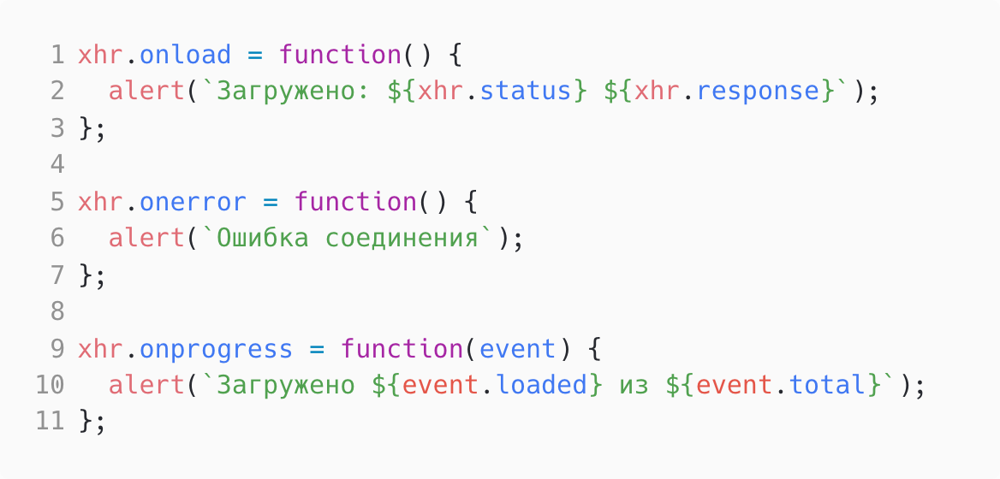 1 xhr.onload = function() {
2   alert(`Загружено: ${xhr.status} ${xhr.response}`);
3 };
4
5 xhr.onerror = function() {
6   alert(`Ошибка соединения`);
7 };
8
9 xhr.onprogress = function(event) {
10   alert(`Загружено ${event.loaded} из ${event.total}`);
11 };